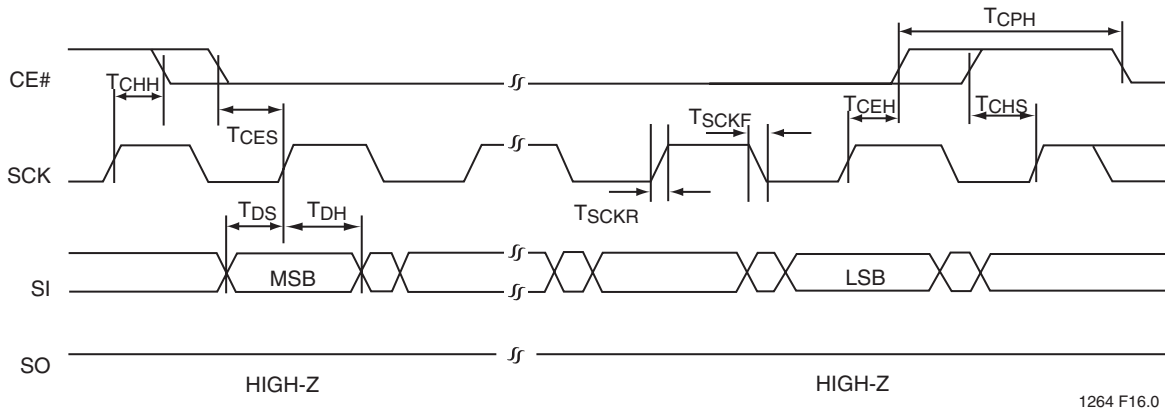 TCPH
CE#
TCHH
TCES
TSCKF
TCEH
TCHS
SCK
TDS
TDH
TSCKR
SI
MSB
LSB
SO
HIGH-Z
HIGH-Z
1264 F16.0